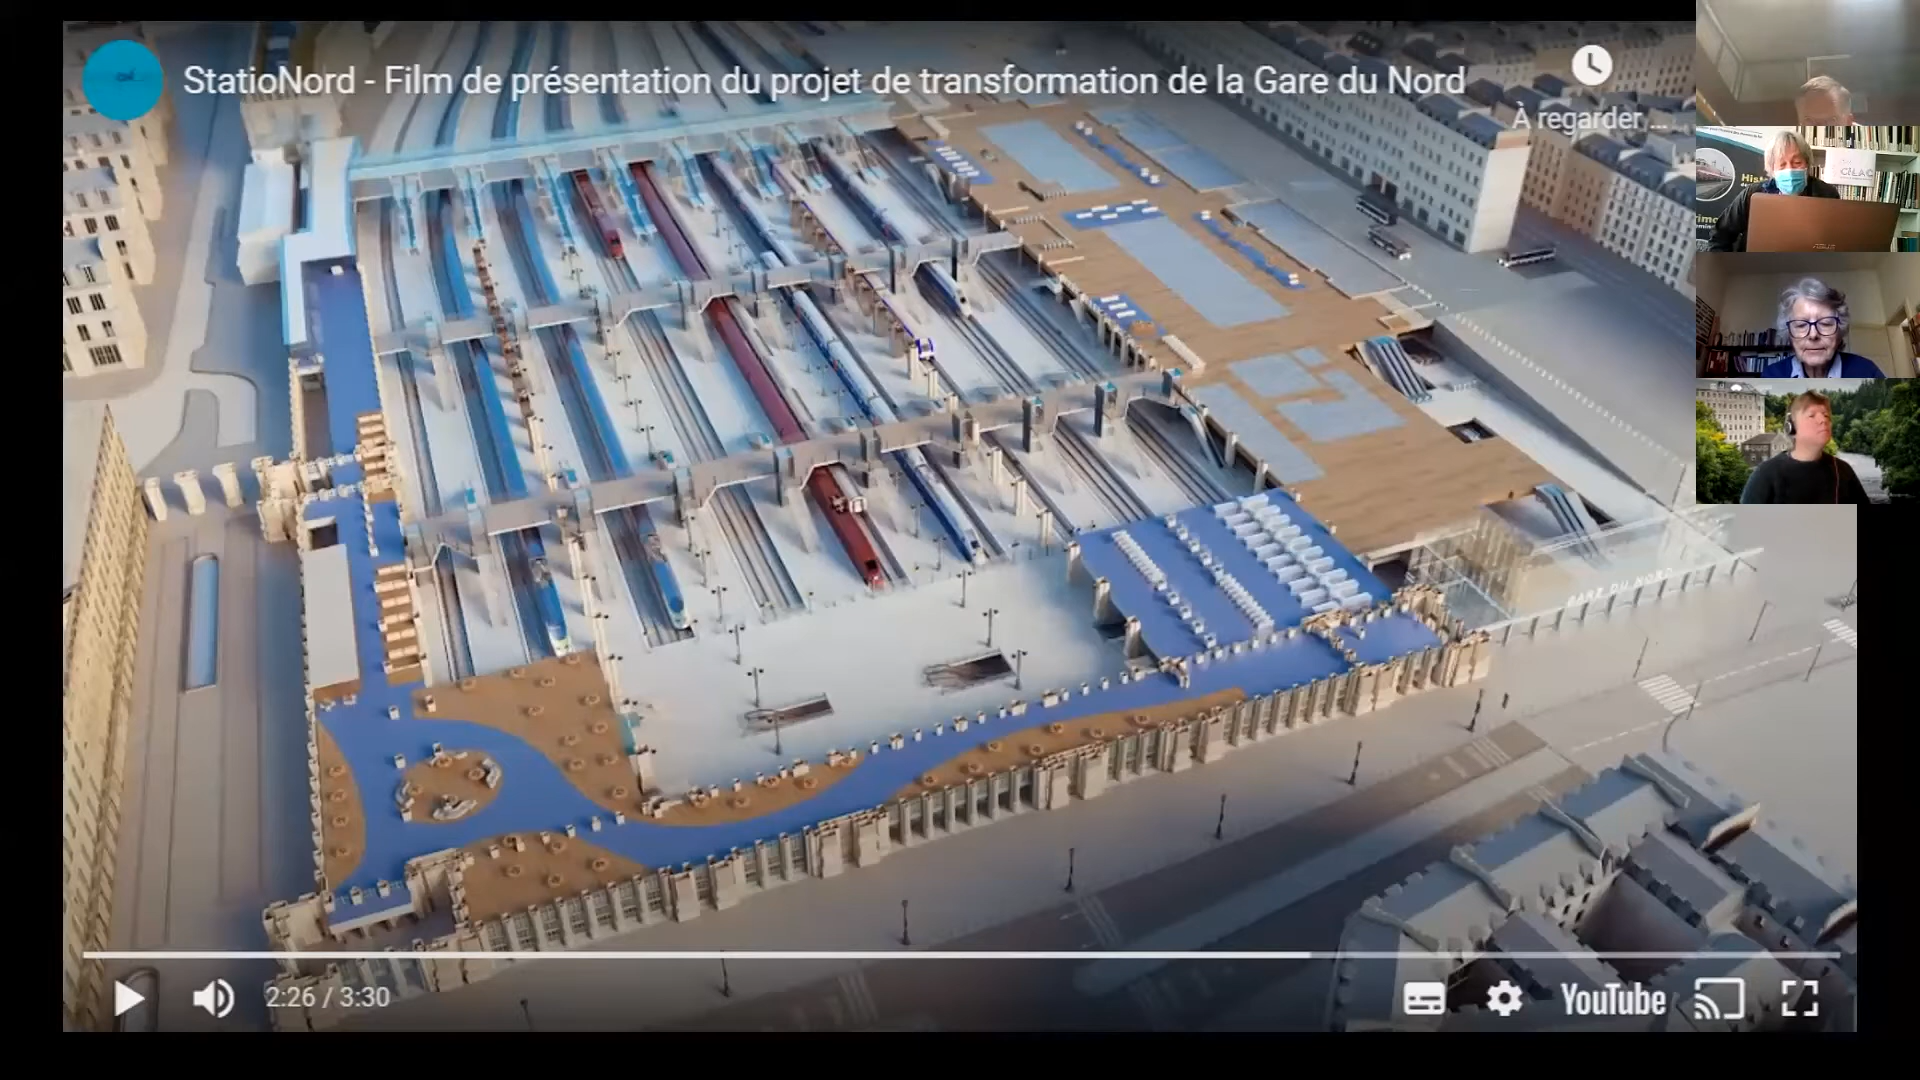 StatioNord - Film de présentation du projet de transformation de la Gare du Nord
À regarder ...
CILAC
GARE DU NORD
2:26 / 3:30
YouTube